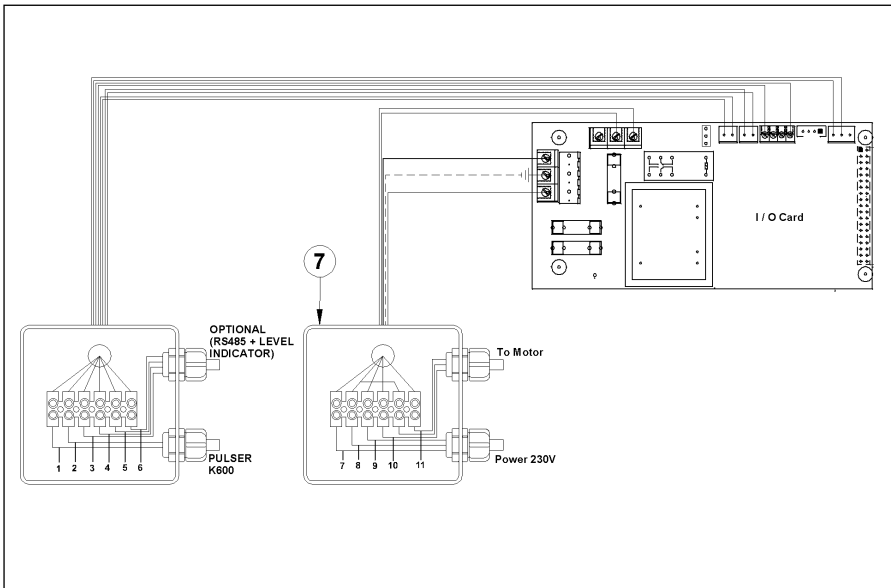 I / O Card
7
OPTIONAL
(RS485 + LEVEL
INDICATOR)
To Motor
PULSER
K600
Power 230V
1 2 3 4 5 6
7 8 9 10 11